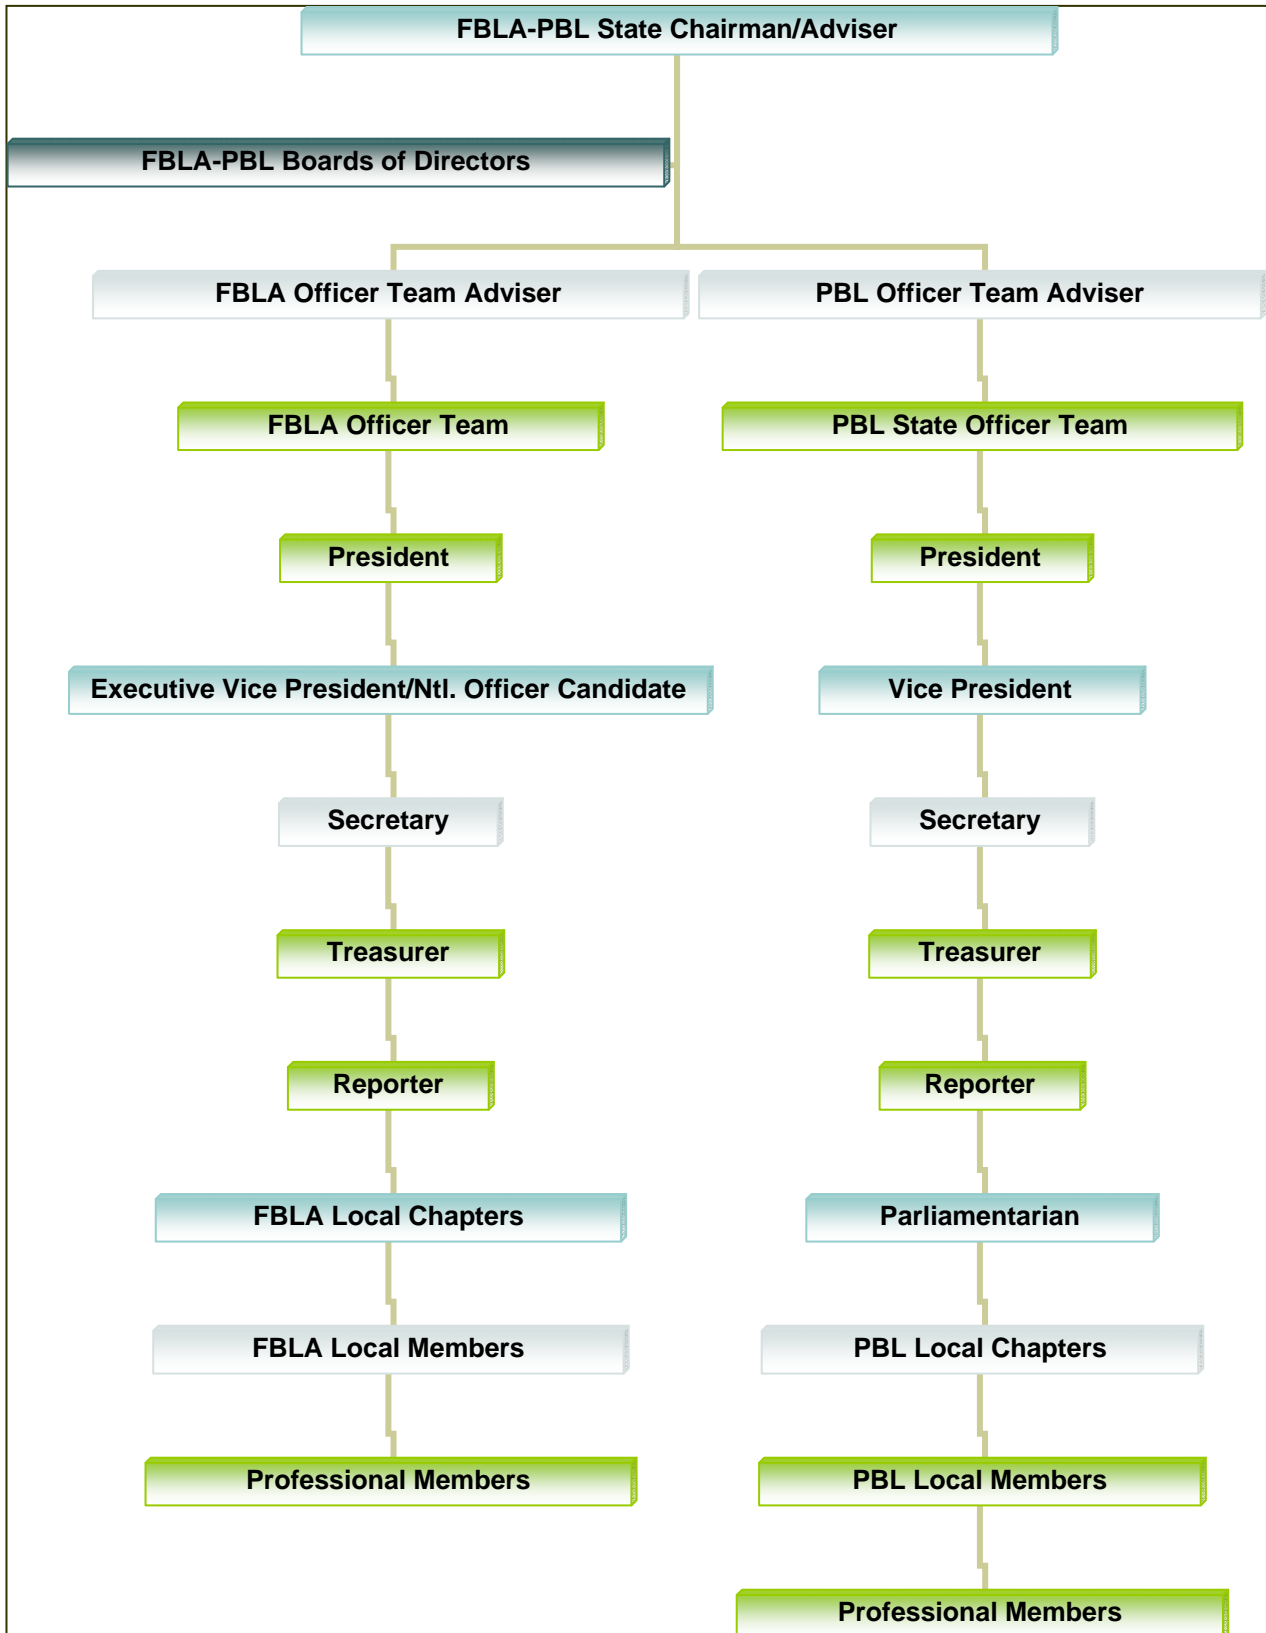 FBLA-PBL State Chairman/Adviser
FBLA-PBL Boards of Directors
FBLA Officer Team Adviser
PBL Officer Team Adviser
FBLA Officer Team
PBL State Officer Team
President
President
Executive Vice President/Ntl. Officer Candidate
Vice President
Secretary
Secretary
Treasurer
Treasurer
Reporter
Reporter
FBLA Local Chapters
Parliamentarian
FBLA Local Members
PBL Local Chapters
Professional Members
PBL Local Members
Professional Members